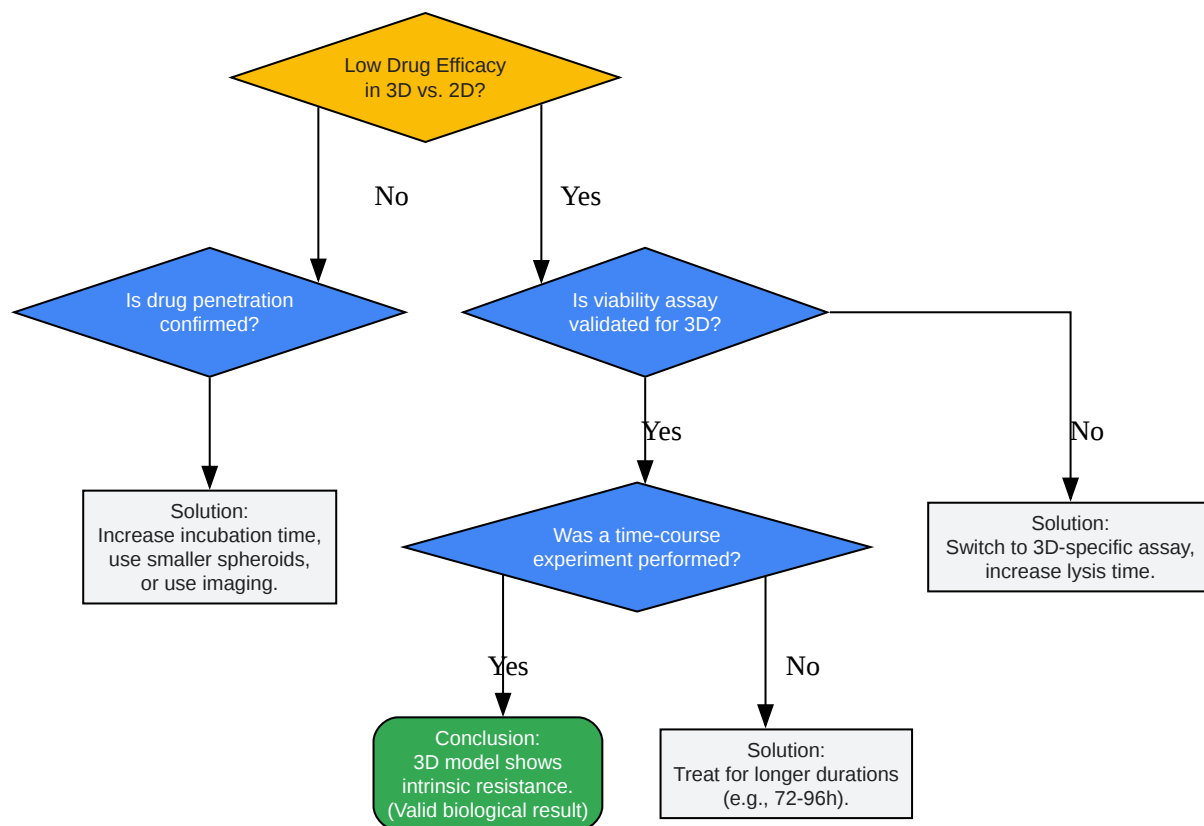 Low Drug Efficacy
in 3D vs. 2D?
No
Yes
Is drug penetration
confirmed?
Is viability assay
validated for 3D?
Yes
No
Solution:
Increase incubation time,
use smaller spheroids,
or use imaging.
Was a time-course
experiment performed?
Solution:
Switch to 3D-specific assay,
increase lysis time.
Yes
No
Conclusion:
3D model shows
intrinsic resistance.
(Valid biological result)
Solution:
Treat for longer durations
(e.g., 72-96h).